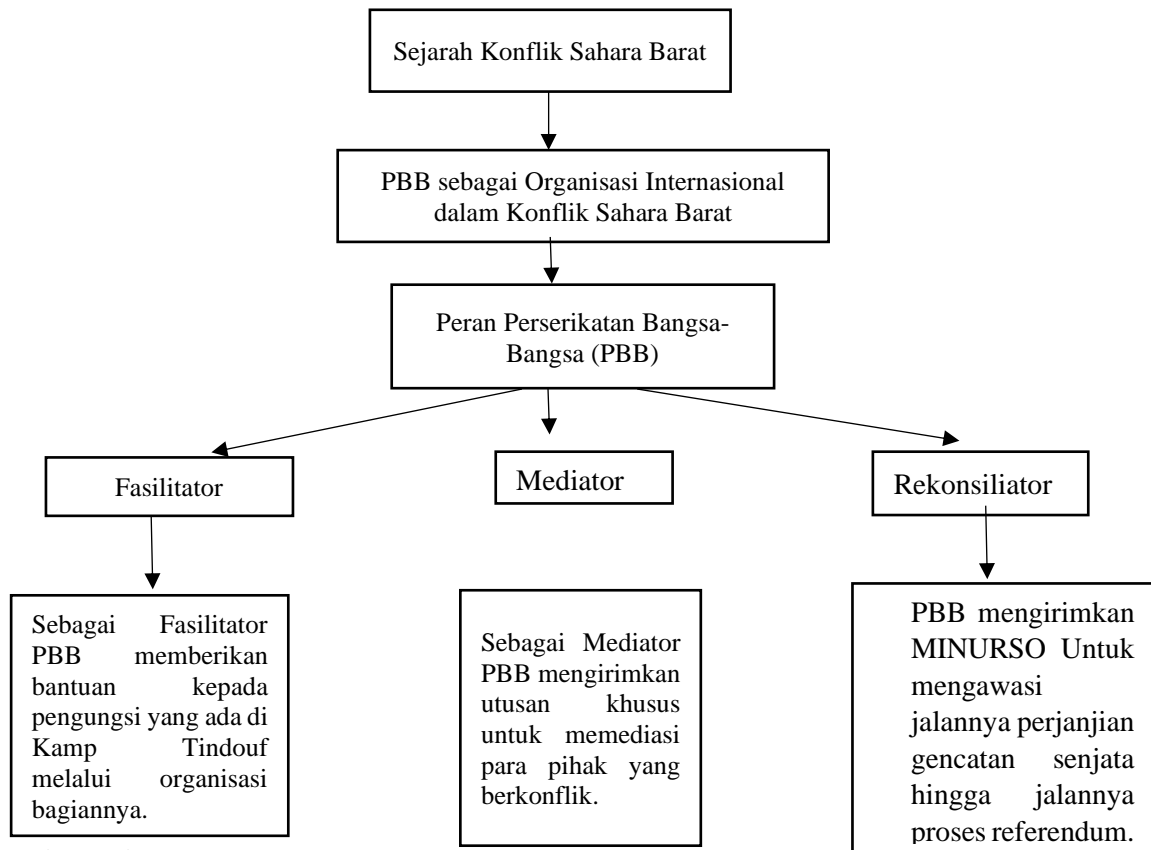 Sejarah Konflik Sahara Barat
PBB sebagai Organisasi Internasional
dalam Konflik Sahara Barat
Peran Perserikatan Bangsa-
Bangsa (PBB)
Fasilitator
Mediator
Rekonsiliator
Sebagai Fasilitator
PBB memberikan
bantuan kepada
pengungsi yang ada di
Kamp Tindouf
melalui organisasi
bagiannya.
Sebagai Mediator
PBB mengirimkan
utusan khusus
untuk memediasi
para pihak yang
berkonflik.
PBB mengirimkan
MINURSO Untuk
mengawasi
jalannya perjanjian
gencatan senjata
hingga jalannya
proses referendum.